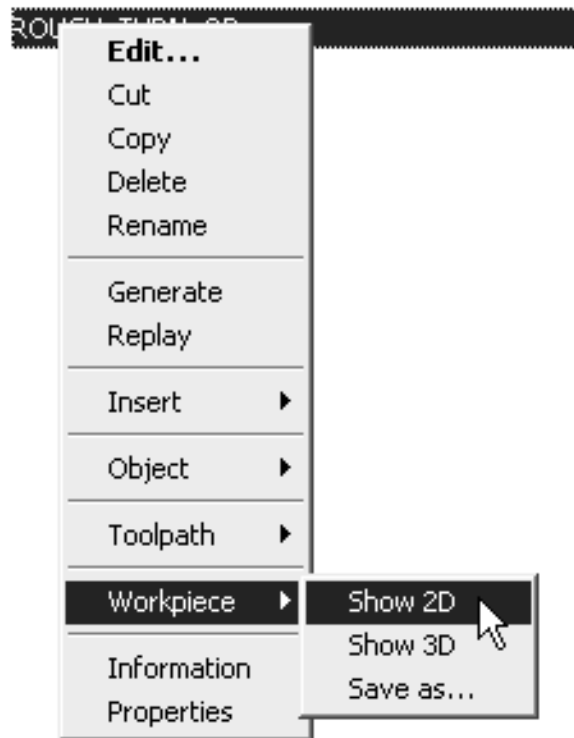 Edit...
Cut
Copy
Delete
Rename
Generate
Replay
Insert
Object
Toolpath
Workpiece
Show 2D
Show 3D
Save as...
Information
Properties